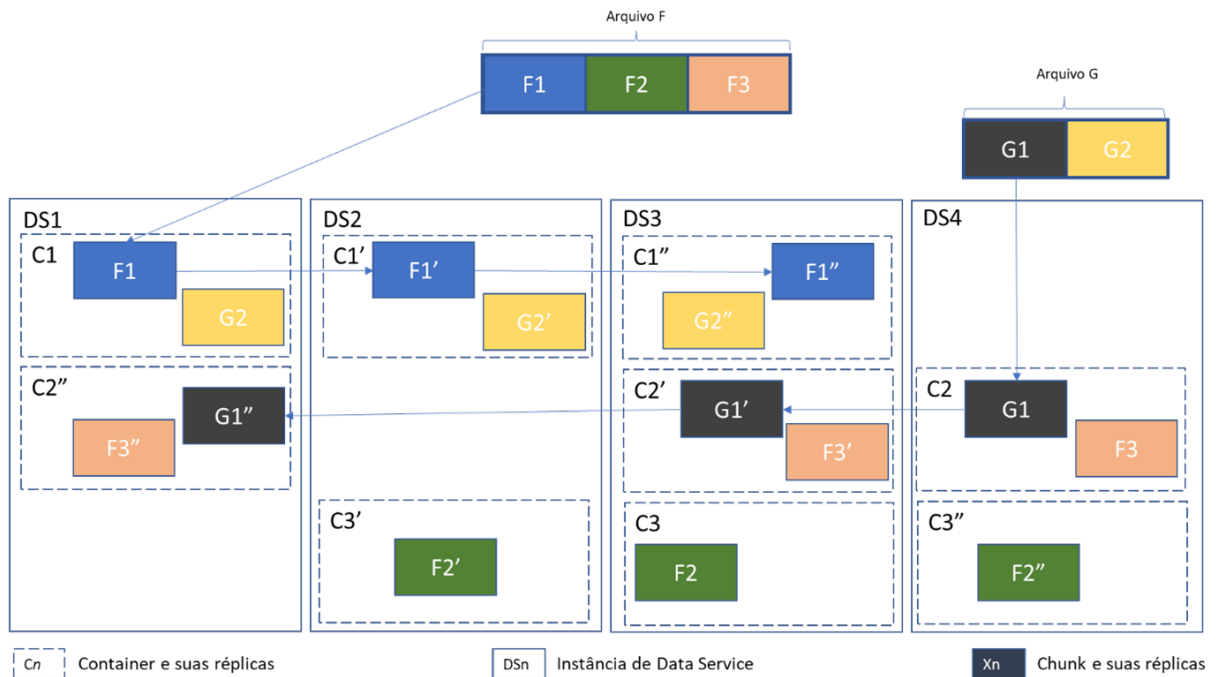 Arquivo F
F1 F2 F3
Arquivo G
G1 G2
DS1
C1
F1
G2
C2”
G1”
F3”
DS2
C1’
F1’
G2’
C3’
F2’
DS3
C1”
F1”
G2”
C2’
G1’
F3’
C3
F2
DS4
C2
G1
F3
C3”
F2”
Cn Container e suas réplicas
DSn Instância de Data Service
Xn Chunk e suas réplicas